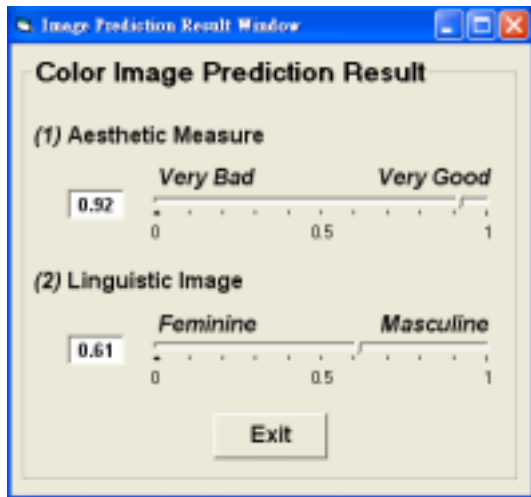 Image Prediction Result Window
Color Image Prediction Result
(1) Aesthetic Measure
Very Bad Very Good
0.92
0 0.5 1
(2) Linguistic Image
Feminine Masculine
0.61
0 0.5 1
Exit